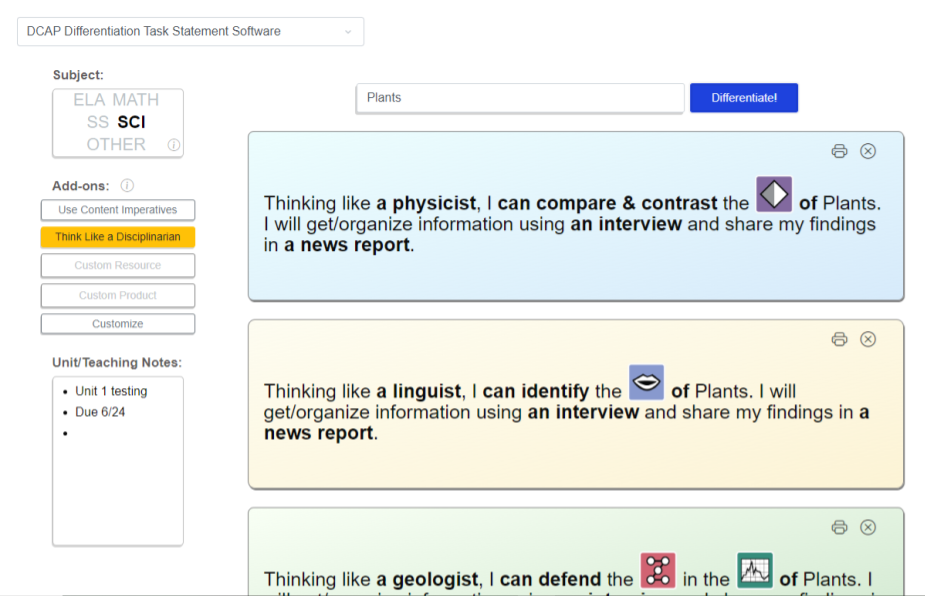 DCAP Differentiation Task Statement Software
Subject:
ELA MATH
SS SCI
OTHER
Plants
Differentiate!
Add-ons:
Use Content Imperatives
Think Like a Disciplinarian
Custom Resource
Custom Product
Customize
Unit/Teaching Notes:
• Unit 1 testing
• Due 6/24
•
Thinking like a physicist, I can compare & contrast the of Plants.
I will get/organize information using an interview and share my findings
in a news report.
Thinking like a linguist, I can identify the of Plants. I will
get/organize information using an interview and share my findings in a
news report.
Thinking like a geologist, I can defend the in the of Plants. I